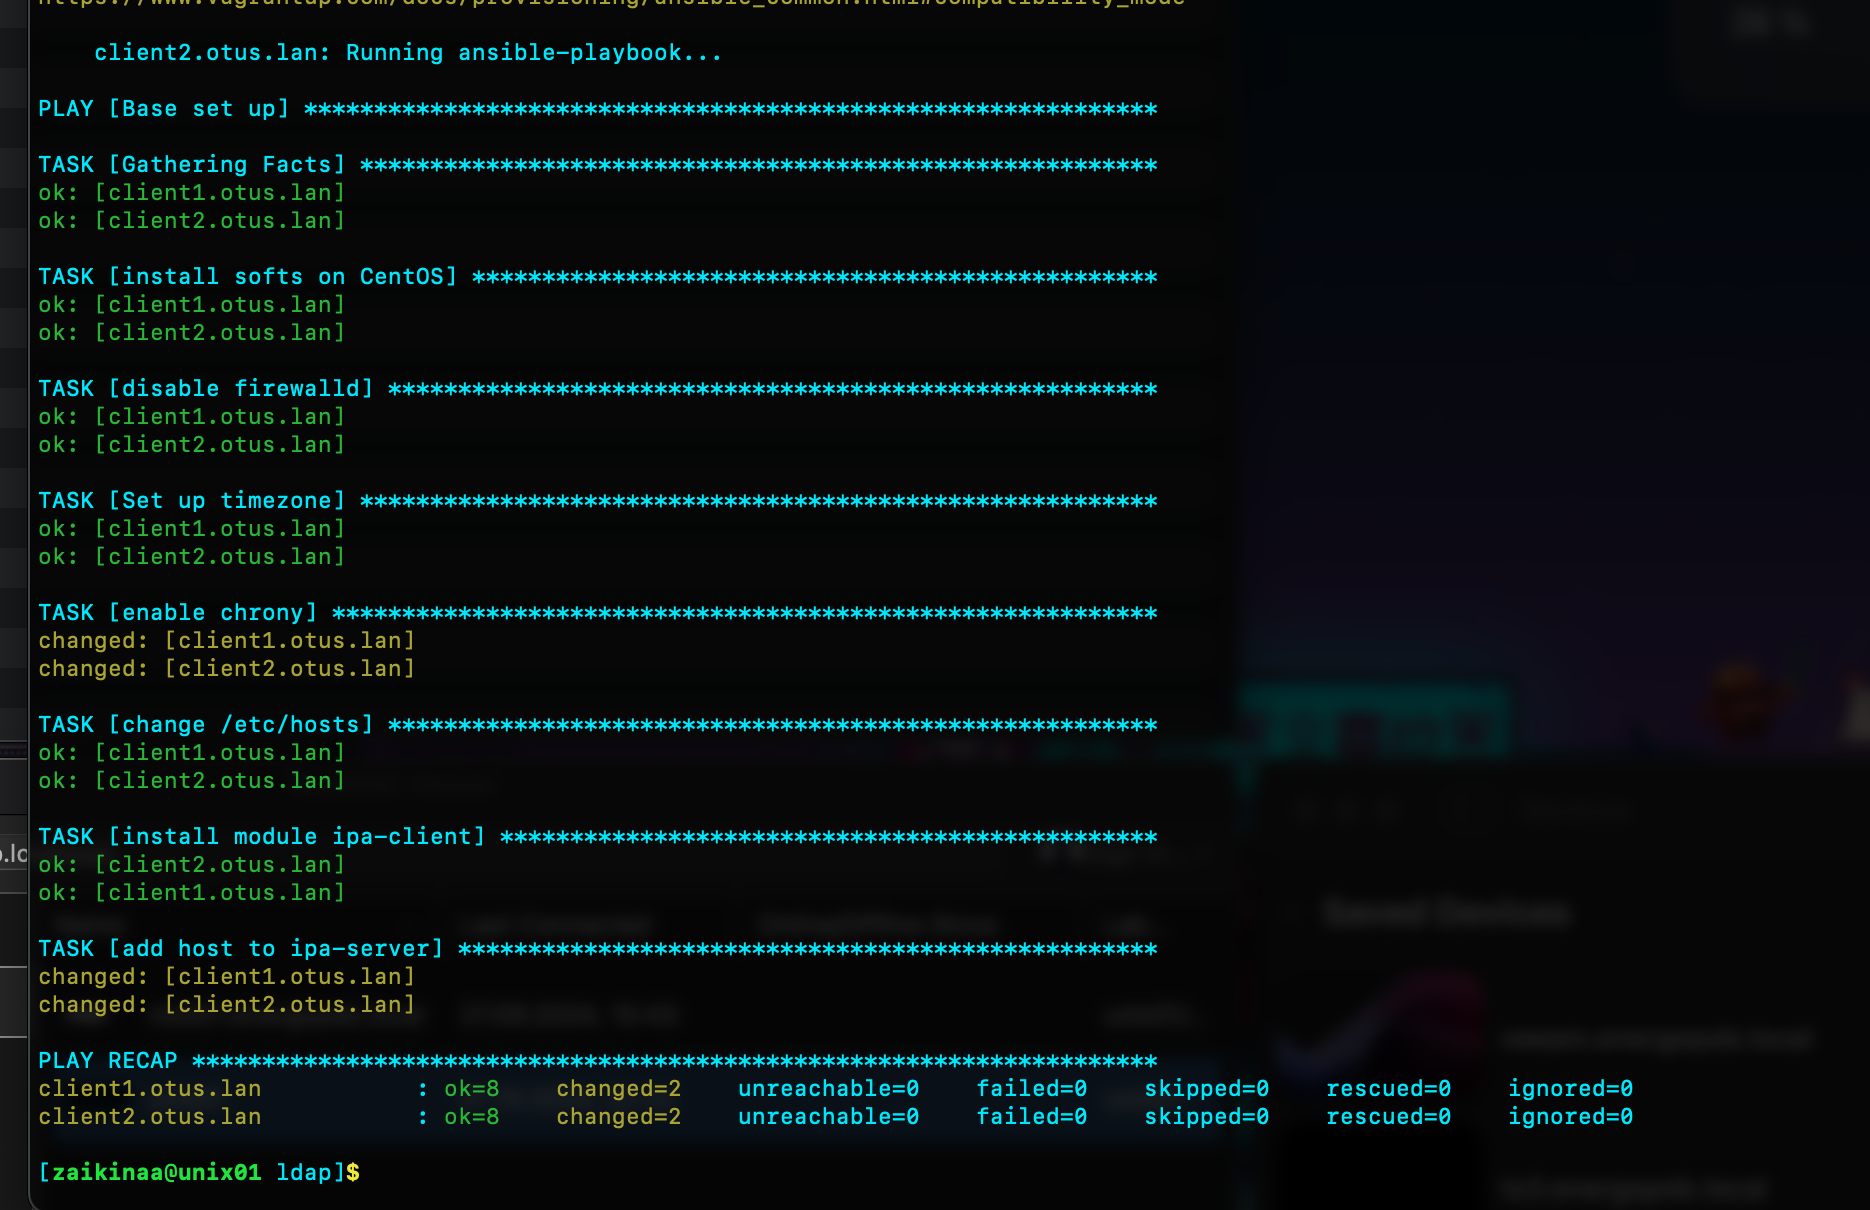 https://www.vagrantup.com/docs/provisioning/ansible_common.html#compatibility_mode
client2.otus.lan: Running ansible-playbook...
PLAY [Base set up] *************************************************************
TASK [Gathering Facts] *********************************************************
ok: [client1.otus.lan]
ok: [client2.otus.lan]
TASK [install softs on CentOS] *************************************************
ok: [client1.otus.lan]
ok: [client2.otus.lan]
TASK [disable firewalld] *******************************************************
ok: [client1.otus.lan]
ok: [client2.otus.lan]
TASK [Set up timezone] *********************************************************
ok: [client1.otus.lan]
ok: [client2.otus.lan]
TASK [enable chrony] ***********************************************************
changed: [client1.otus.lan]
changed: [client2.otus.lan]
TASK [change /etc/hosts] *******************************************************
ok: [client1.otus.lan]
ok: [client2.otus.lan]
TASK [install module ipa-client] ***********************************************
ok: [client2.otus.lan]
ok: [client1.otus.lan]
TASK [add host to ipa-server] **************************************************
changed: [client1.otus.lan]
changed: [client2.otus.lan]
PLAY RECAP *********************************************************************
client1.otus.lan : ok=8 changed=2 unreachable=0 failed=0 skipped=0 rescued=0 ignored=0
client2.otus.lan : ok=8 changed=2 unreachable=0 failed=0 skipped=0 rescued=0 ignored=0
[zaikinaa@unix01 ldap]$
Saved Devices